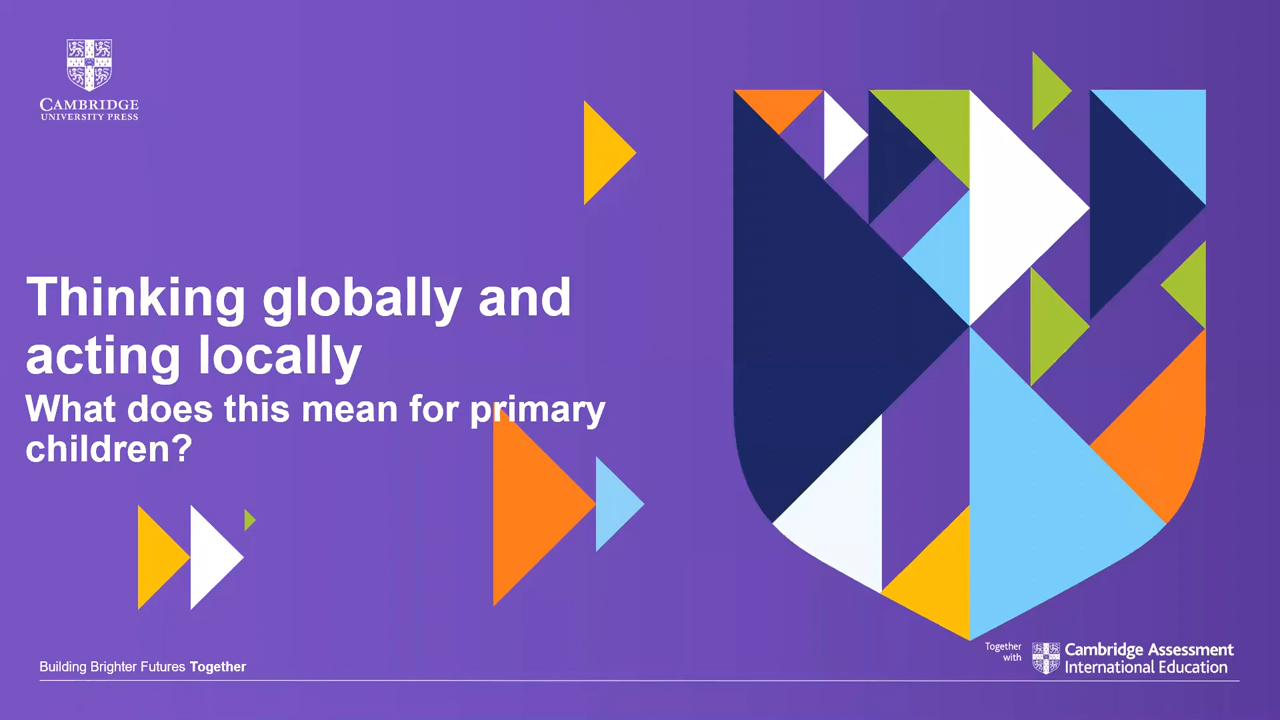 CAMBRIDGE
UNIVERSITY PRESS
Thinking globally and
acting locally
What does this mean for primary
children?
Building Brighter Futures Together
Together
with
Cambridge Assessment
International Education